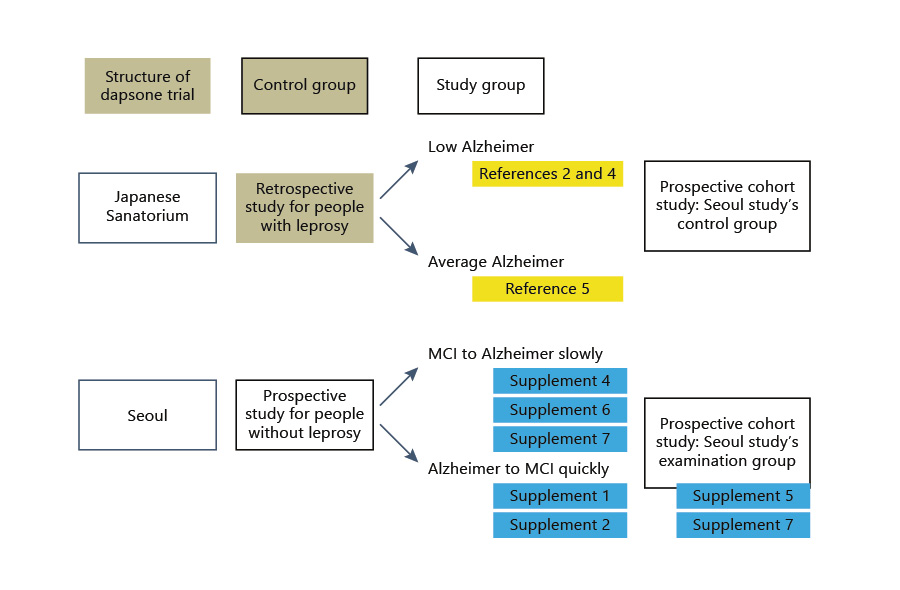 Structure of
dapsone trial
Control group
Study group
Low Alzheimer
References 2 and 4
Japanese
Sanatorium
Retrospective
study for people
with leprosy
Prospective cohort
study: Seoul study’s
control group
Average Alzheimer
Reference 5
MCI to Alzheimer slowly
Supplement 4
Supplement 6
Supplement 7
Seoul
Prospective
study for people
without leprosy
Prospective cohort
study: Seoul study’s
examination group
Alzheimer to MCI quickly
Supplement 1
Supplement 2
Supplement 5
Supplement 7